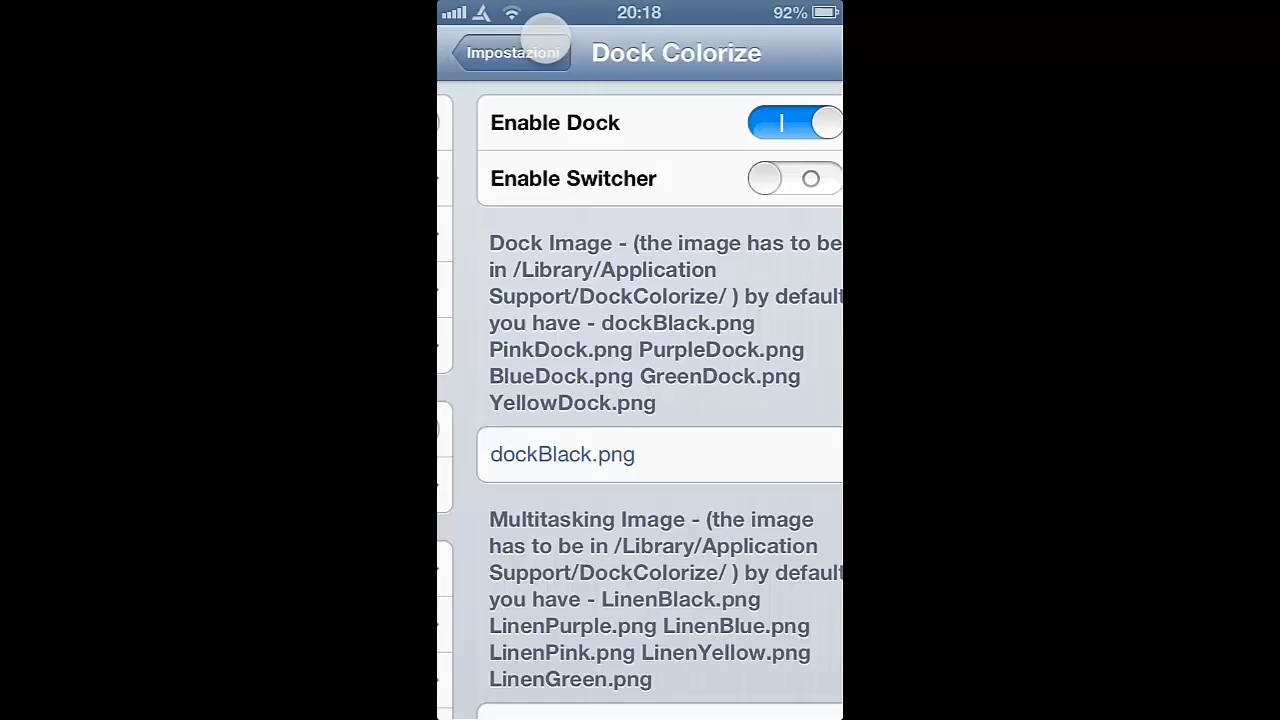 20:18
92%
Impostazioni
Dock Colorize
Enable Dock
Enable Switcher
Dock Image - (the image has to be
in /Library/Application
Support/DockColorize/ ) by default
you have - dockBlack.png
PinkDock.png PurpleDock.png
BlueDock.png GreenDock.png
YellowDock.png
dockBlack.png
Multitasking Image - (the image
has to be in /Library/Application
Support/DockColorize/ ) by default
you have - LinenBlack.png
LinenPurple.png LinenBlue.png
LinenPink.png LinenYellow.png
LinenGreen.png